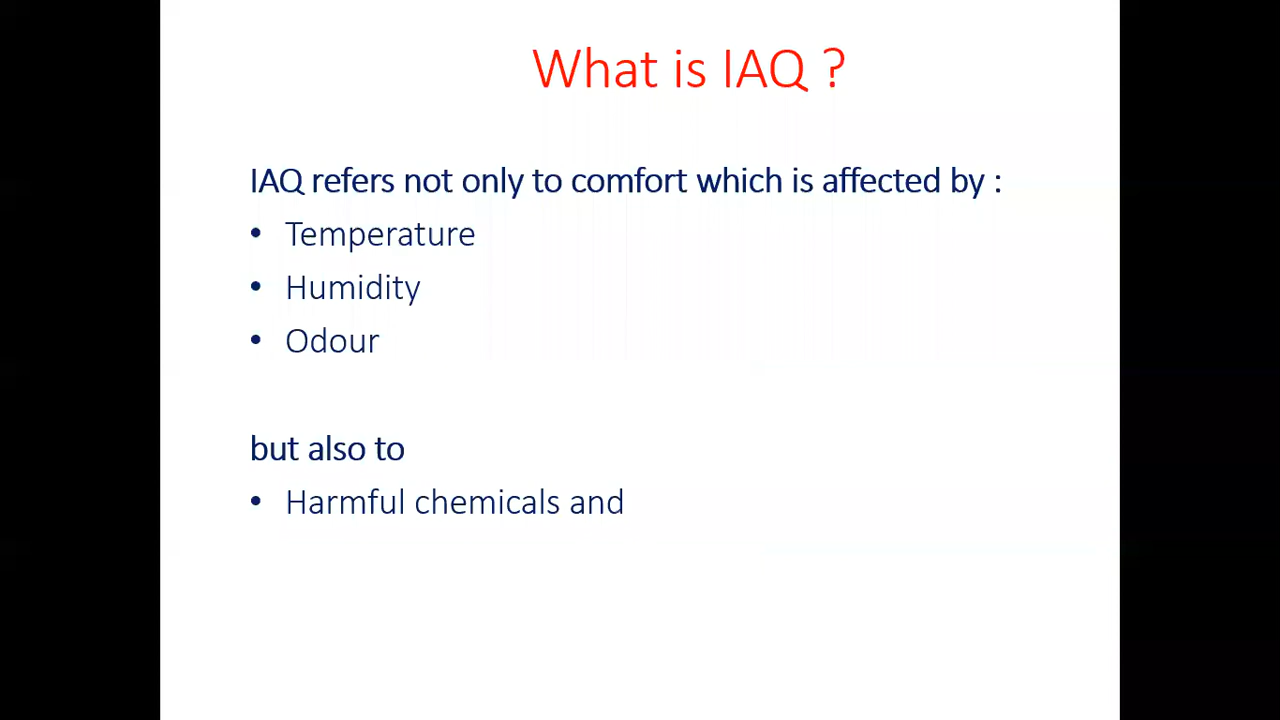 What is IAQ ?
IAQ refers not only to comfort which is affected by :
• Temperature
• Humidity
• Odour
but also to
• Harmful chemicals and